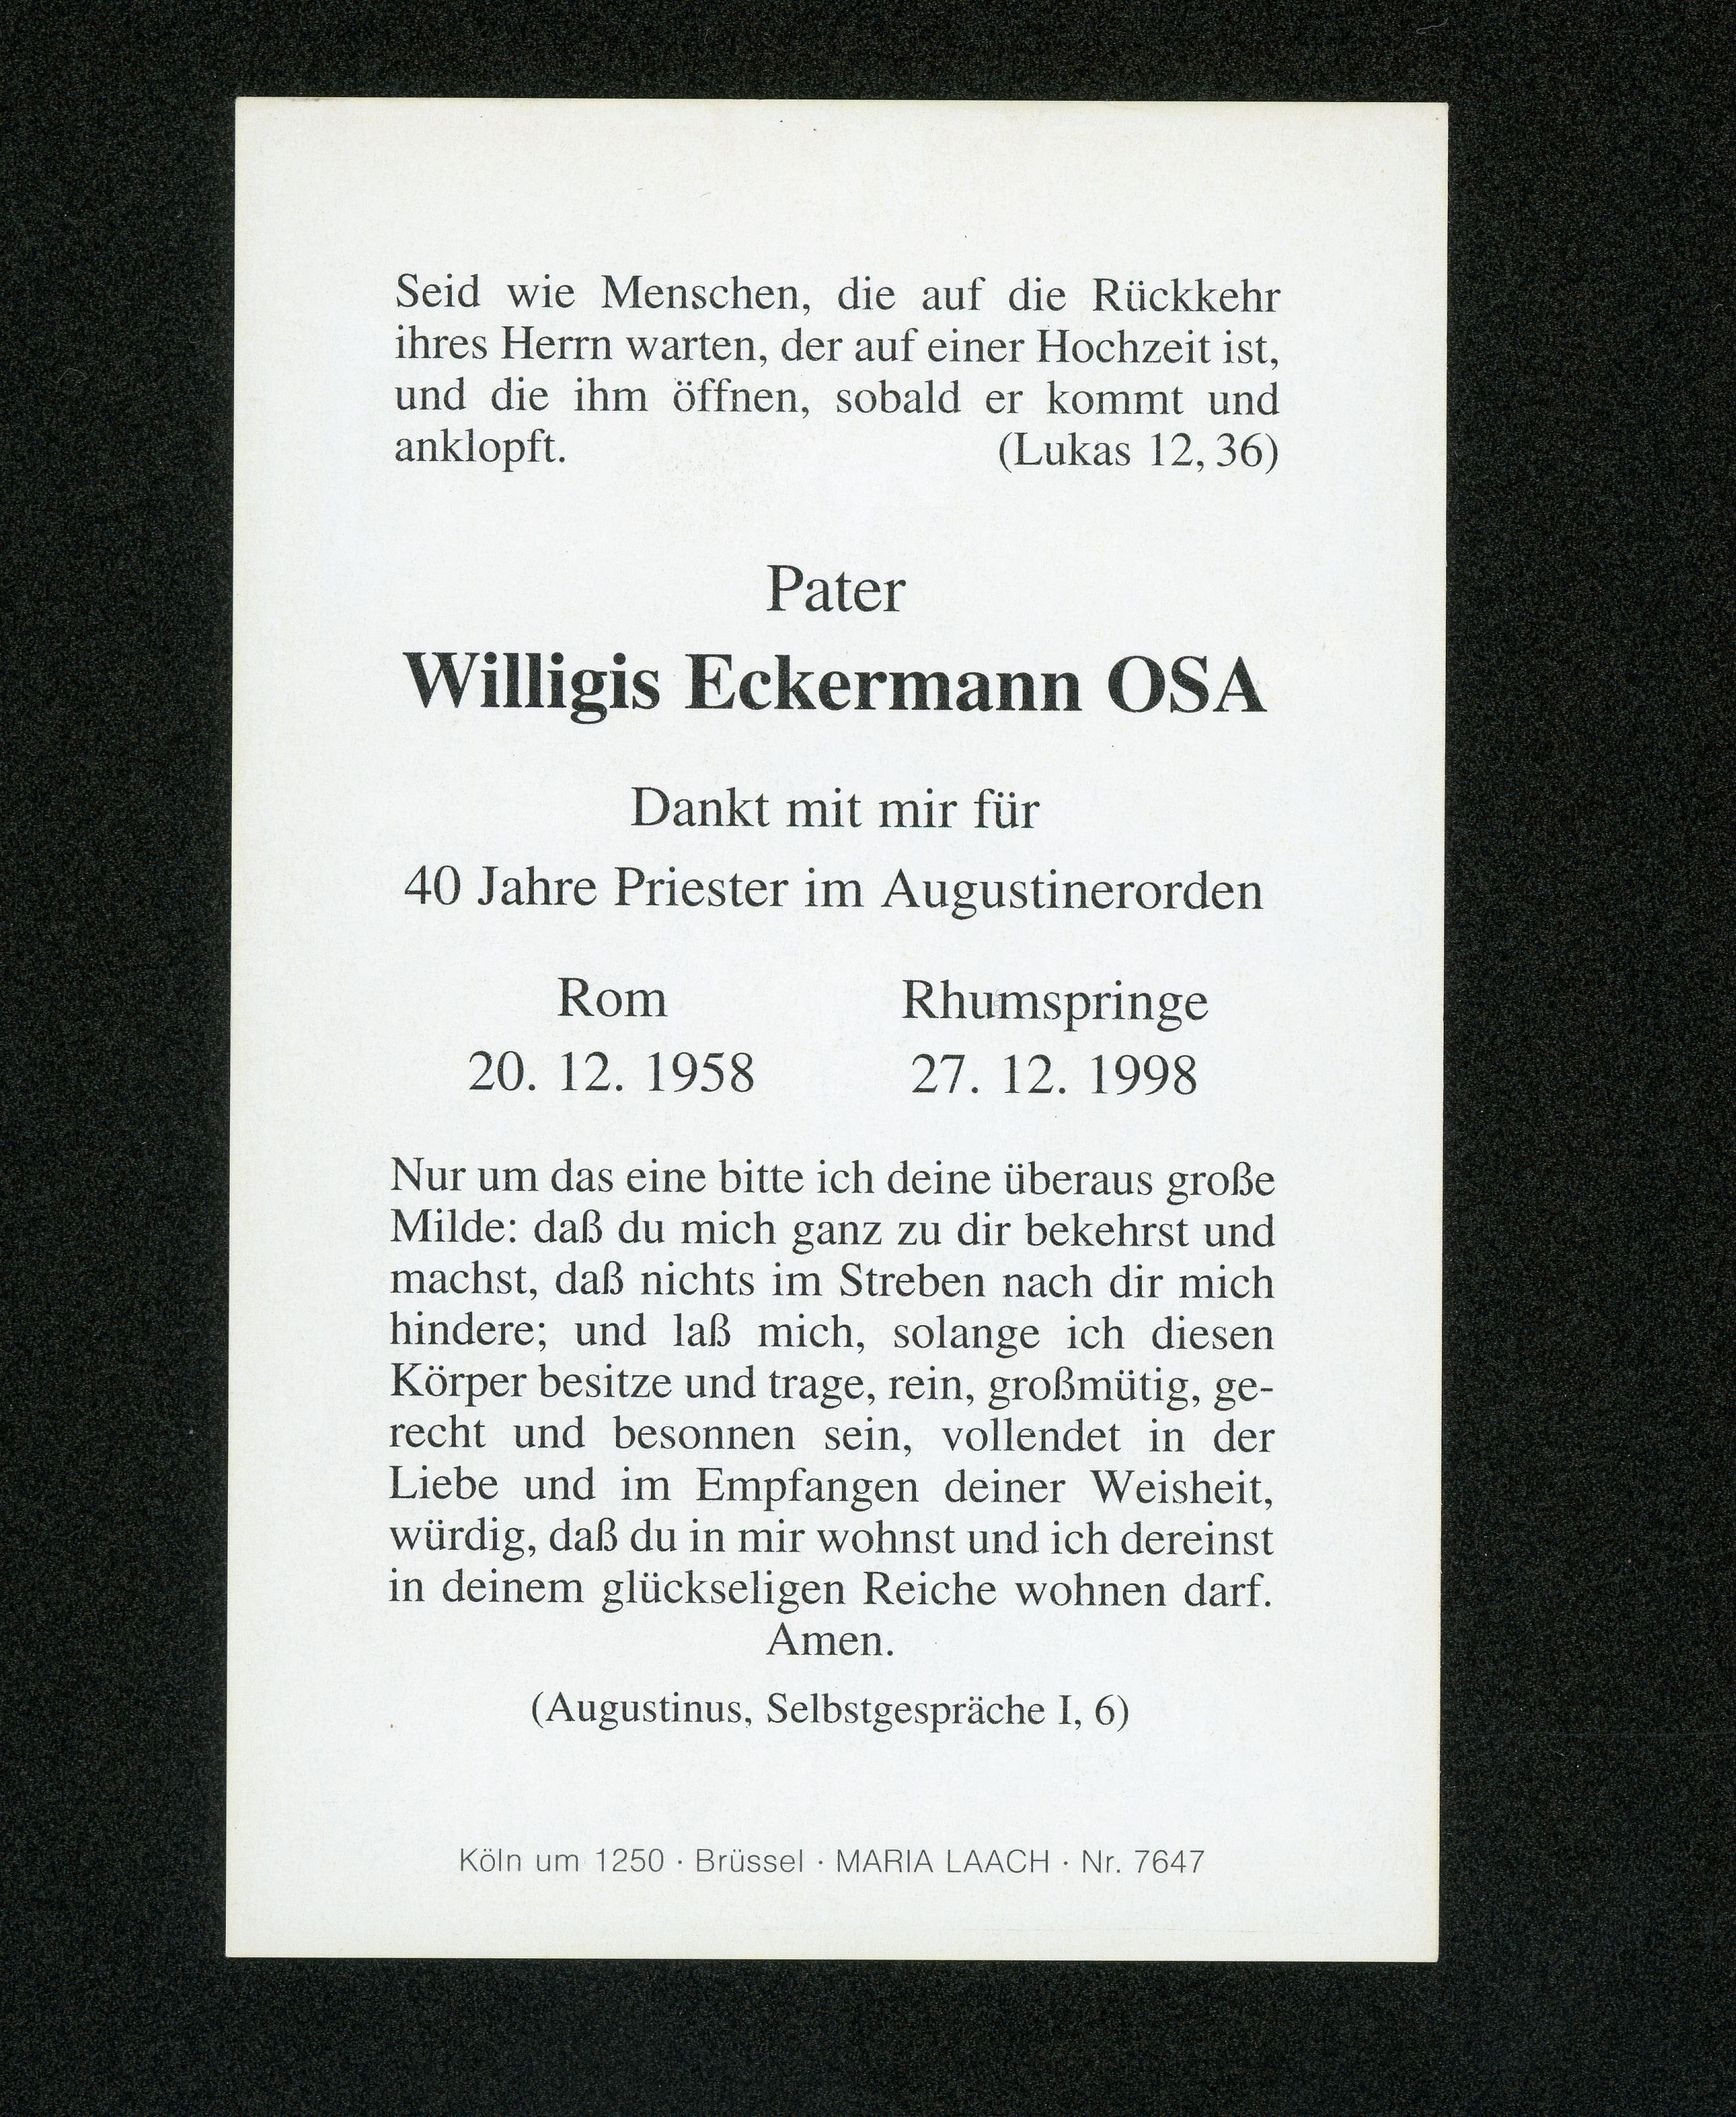 Seid wie Menschen, die auf die Rückkehr
ihres Herrn warten, der auf einer Hochzeit ist,
und die ihm öffnen, sobald er kommt und
anklopft. (Lukas 12, 36)
Pater
Willigis Eckermann OSA
Dankt mit mir für
40 Jahre Priester im Augustinerorden
Rom Rhumspringe
20. 12. 1958 27. 12. 1998
Nur um das eine bitte ich deine überaus große
Milde: daß du mich ganz zu dir bekehrst und
machst, daß nichts im Streben nach dir mich
hindere; und laß mich, solange ich diesen
Körper besitze und trage, rein, großmütig, ge-
recht und besonnen sein, vollendet in der
Liebe und im Empfangen deiner Weisheit,
würdig, daß du in mir wohnst und ich dereinst
in deinem glückseligen Reiche wohnen darf.
Amen.
(Augustinus, Selbstgespräche I, 6)
Köln um 1250 · Brüssel · MARIA LAACH · Nr. 7647